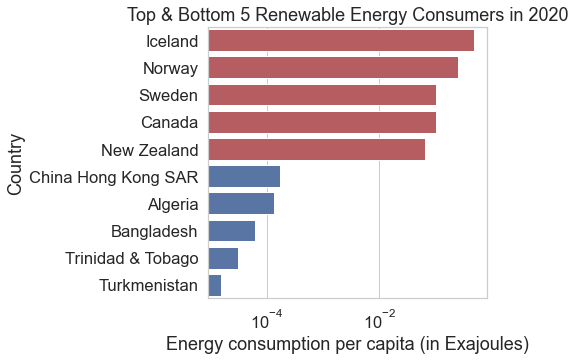 Top & Bottom 5 Renewable Energy Consumers in 2020
Iceland
Norway
Sweden
Canada
New Zealand
China Hong Kong SAR
Algeria
Bangladesh
Trinidad & Tobago
Turkmenistan
Country
10⁻⁴ 10⁻²
Energy consumption per capita (in Exajoules)